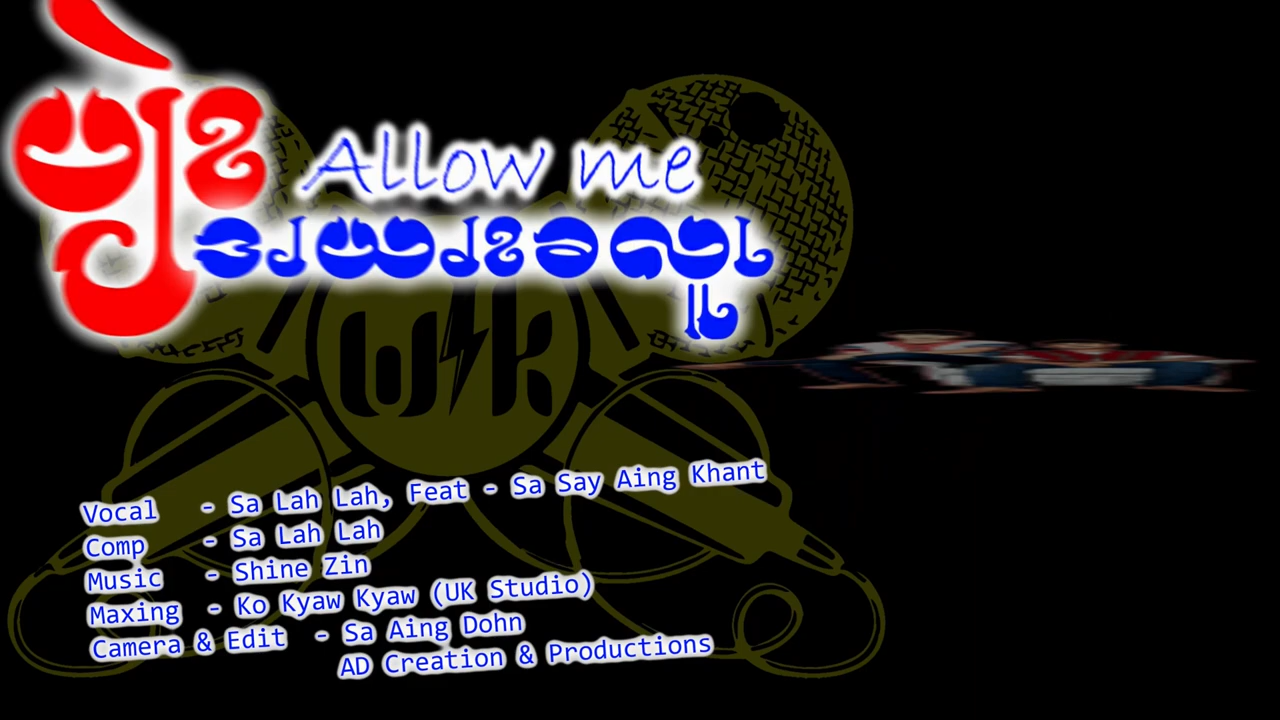 Allow me
UK
Vocal - Sa Lah Lah, Feat - Sa Say Aing Khant
Comp - Sa Lah Lah
Music - Shine Zin
Maxing - Ko Kyaw Kyaw (UK Studio)
Camera & Edit - Sa Aing Dohn
AD Creation & Productions